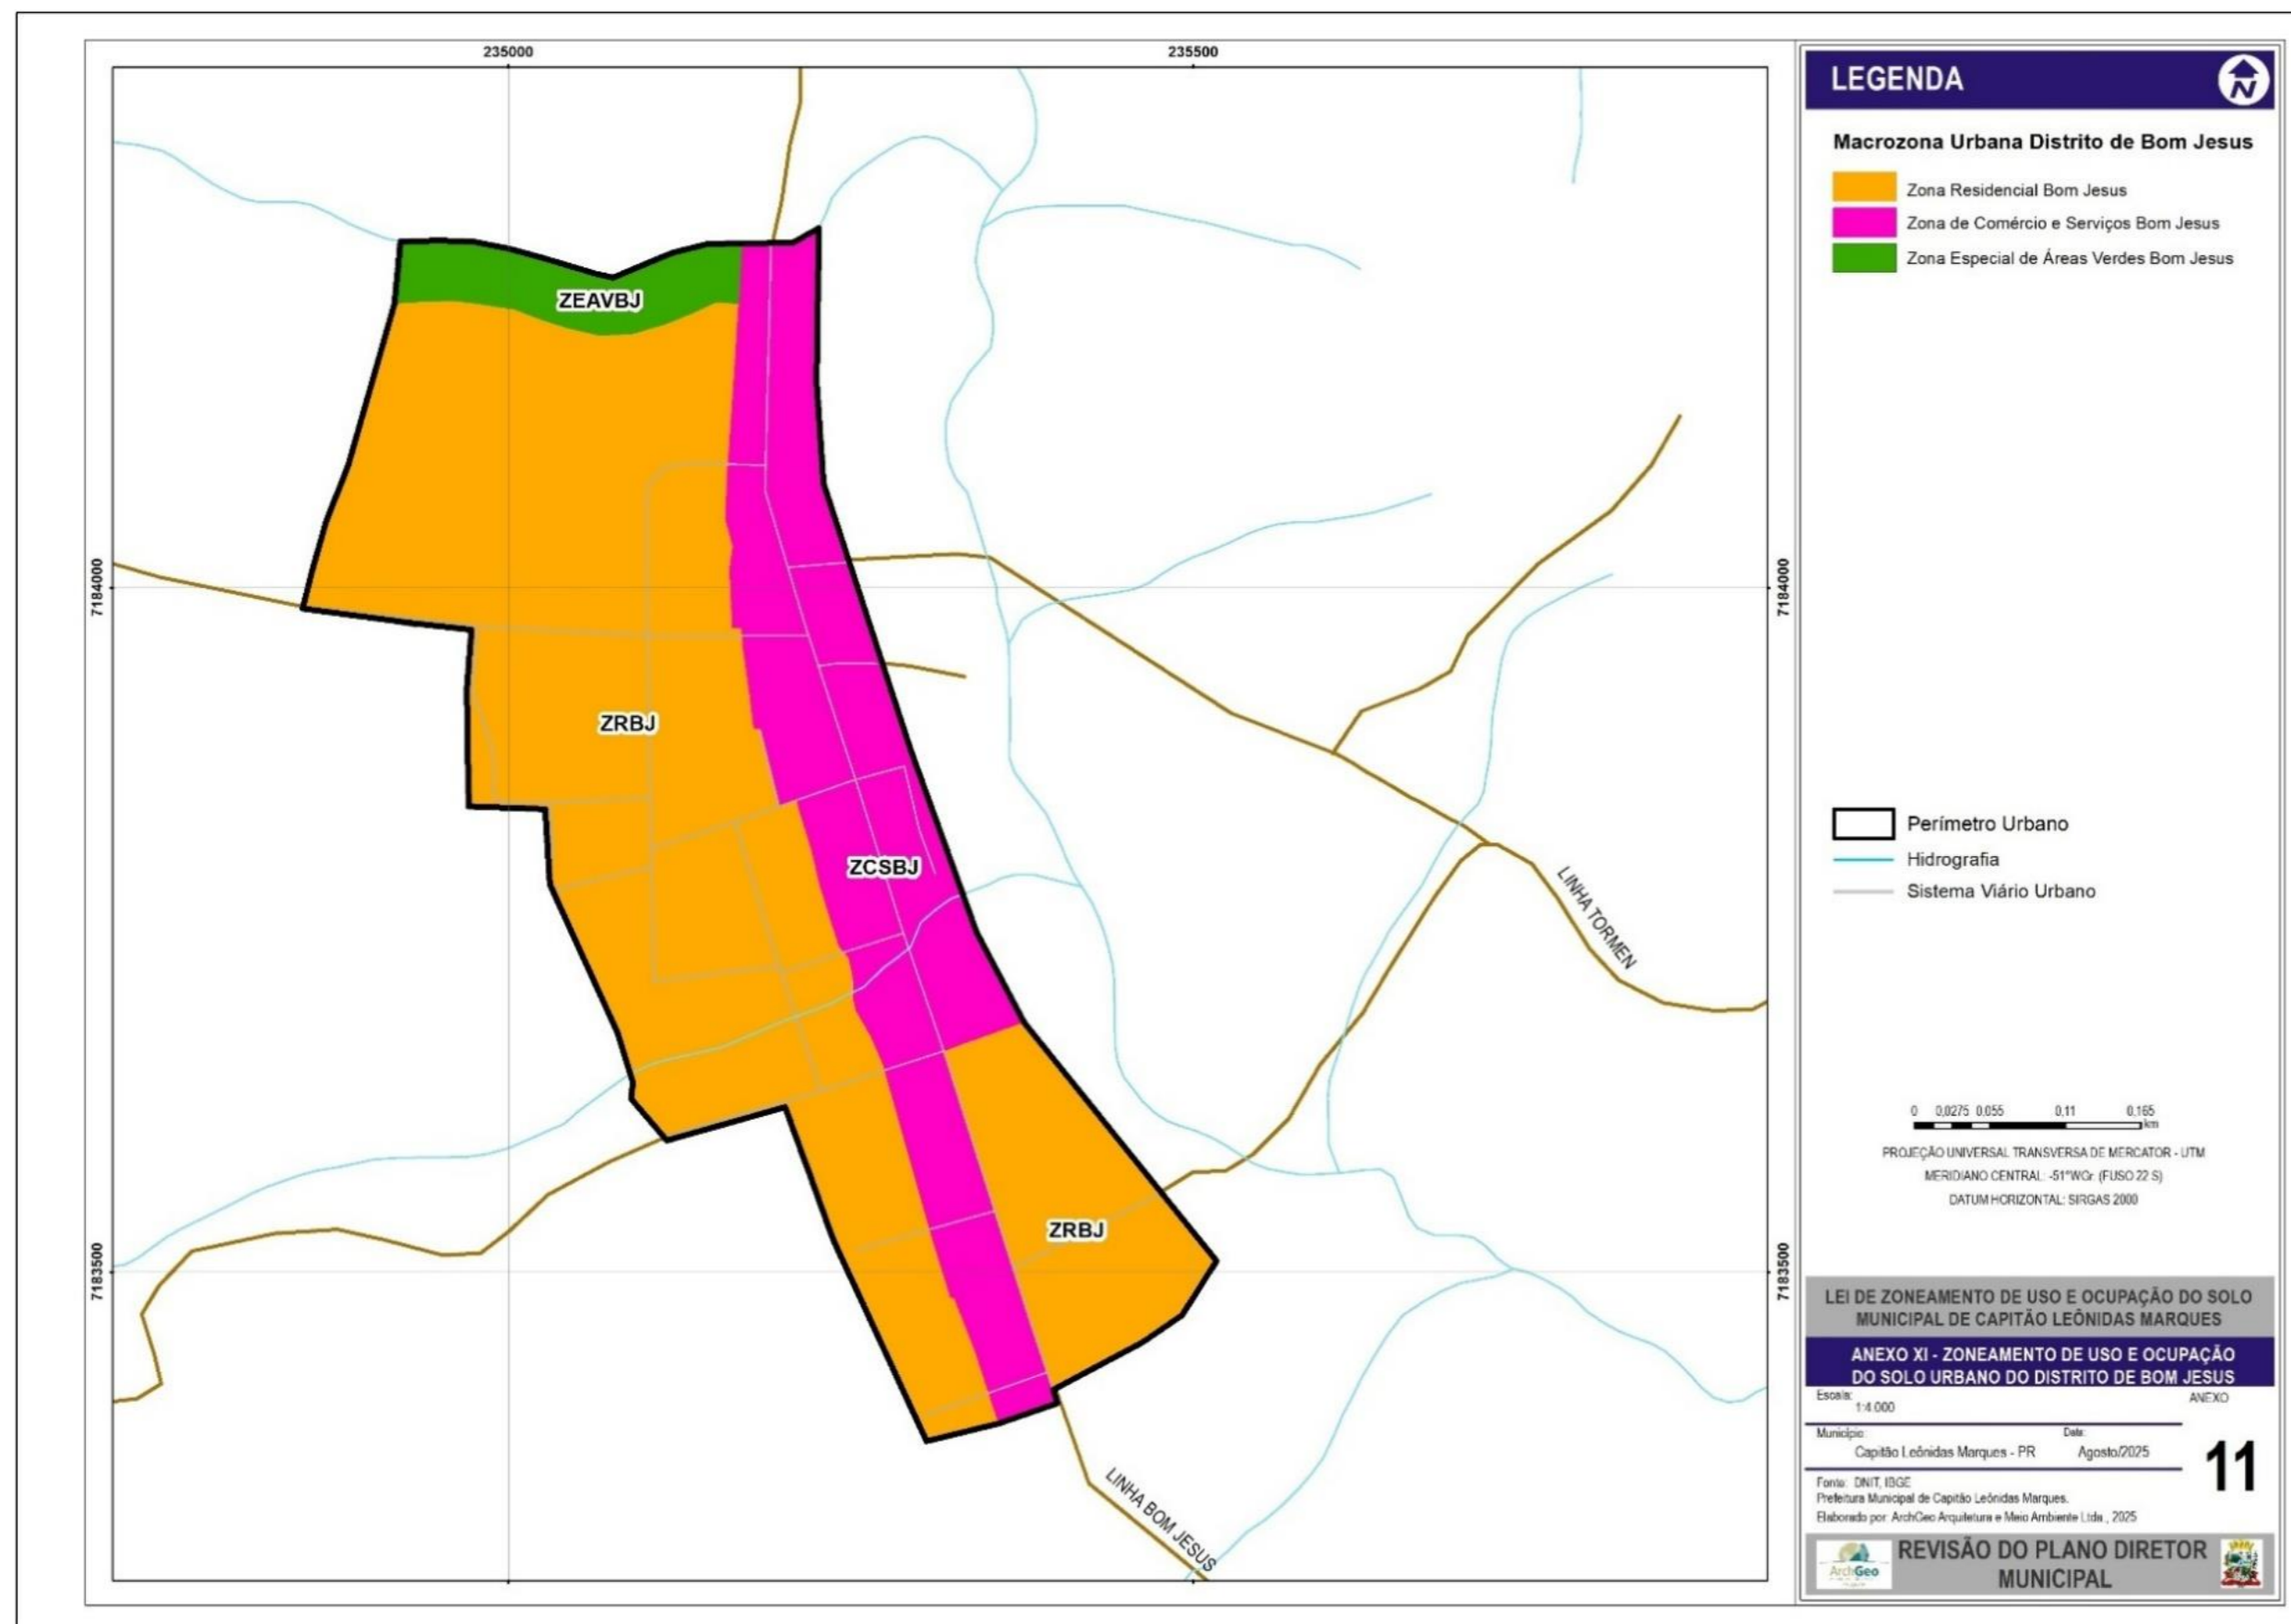 235000
235500
7184000
7184000
7183500
7183500
ZEAVBJ
ZRBJ
ZCSBJ
ZRBJ
LINHA TORMEN
LINHA BOM JESUS
LEGENDA
N
Macrozona Urbana Distrito de Bom Jesus
Zona Residencial Bom Jesus
Zona de Comércio e Serviços Bom Jesus
Zona Especial de Áreas Verdes Bom Jesus
Perímetro Urbano
Hidrografia
Sistema Viário Urbano
0 0,0275 0,055 0,11 0,165
km
PROJEÇÃO UNIVERSAL TRANSVERSA DE MERCATOR - UTM
MERIDIANO CENTRAL: -51°WGr. (FUSO 22 S)
DATUM HORIZONTAL: SIRGAS 2000
LEI DE ZONEAMENTO DE USO E OCUPAÇÃO DO SOLO
MUNICIPAL DE CAPITÃO LEÔNIDAS MARQUES
ANEXO XI - ZONEAMENTO DE USO E OCUPAÇÃO
DO SOLO URBANO DO DISTRITO DE BOM JESUS
Escala:
1:4.000
ANEXO
11
Município:
Capitão Leônidas Marques - PR
Data:
Agosto/2025
Fonte: DNIT, IBGE
Prefeitura Municipal de Capitão Leônidas Marques.
Elaborado por: ArchGeo Arquitetura e Meio Ambiente Ltda., 2025
ArchGeo
REVISÃO DO PLANO DIRETOR
MUNICIPAL